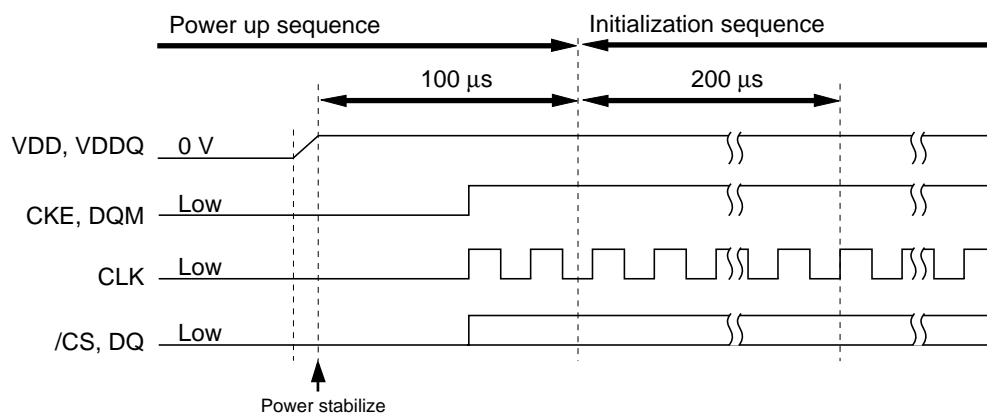 Power up sequence
Initialization sequence
100 μs
200 μs
VDD, VDDQ
0 V
CKE, DQM
Low
CLK
Low
/CS, DQ
Low
Power stabilize